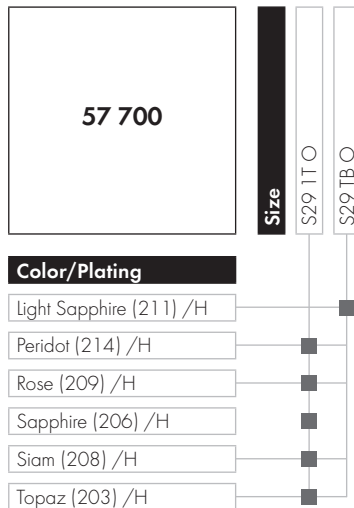 57 700
Size
S29 1T O
S29 TB O
Color/Plating
Light Sapphire (211) /H
Peridot (214) /H
Rose (209) /H
Sapphire (206) /H
Siam (208) /H
Topaz (203) /H